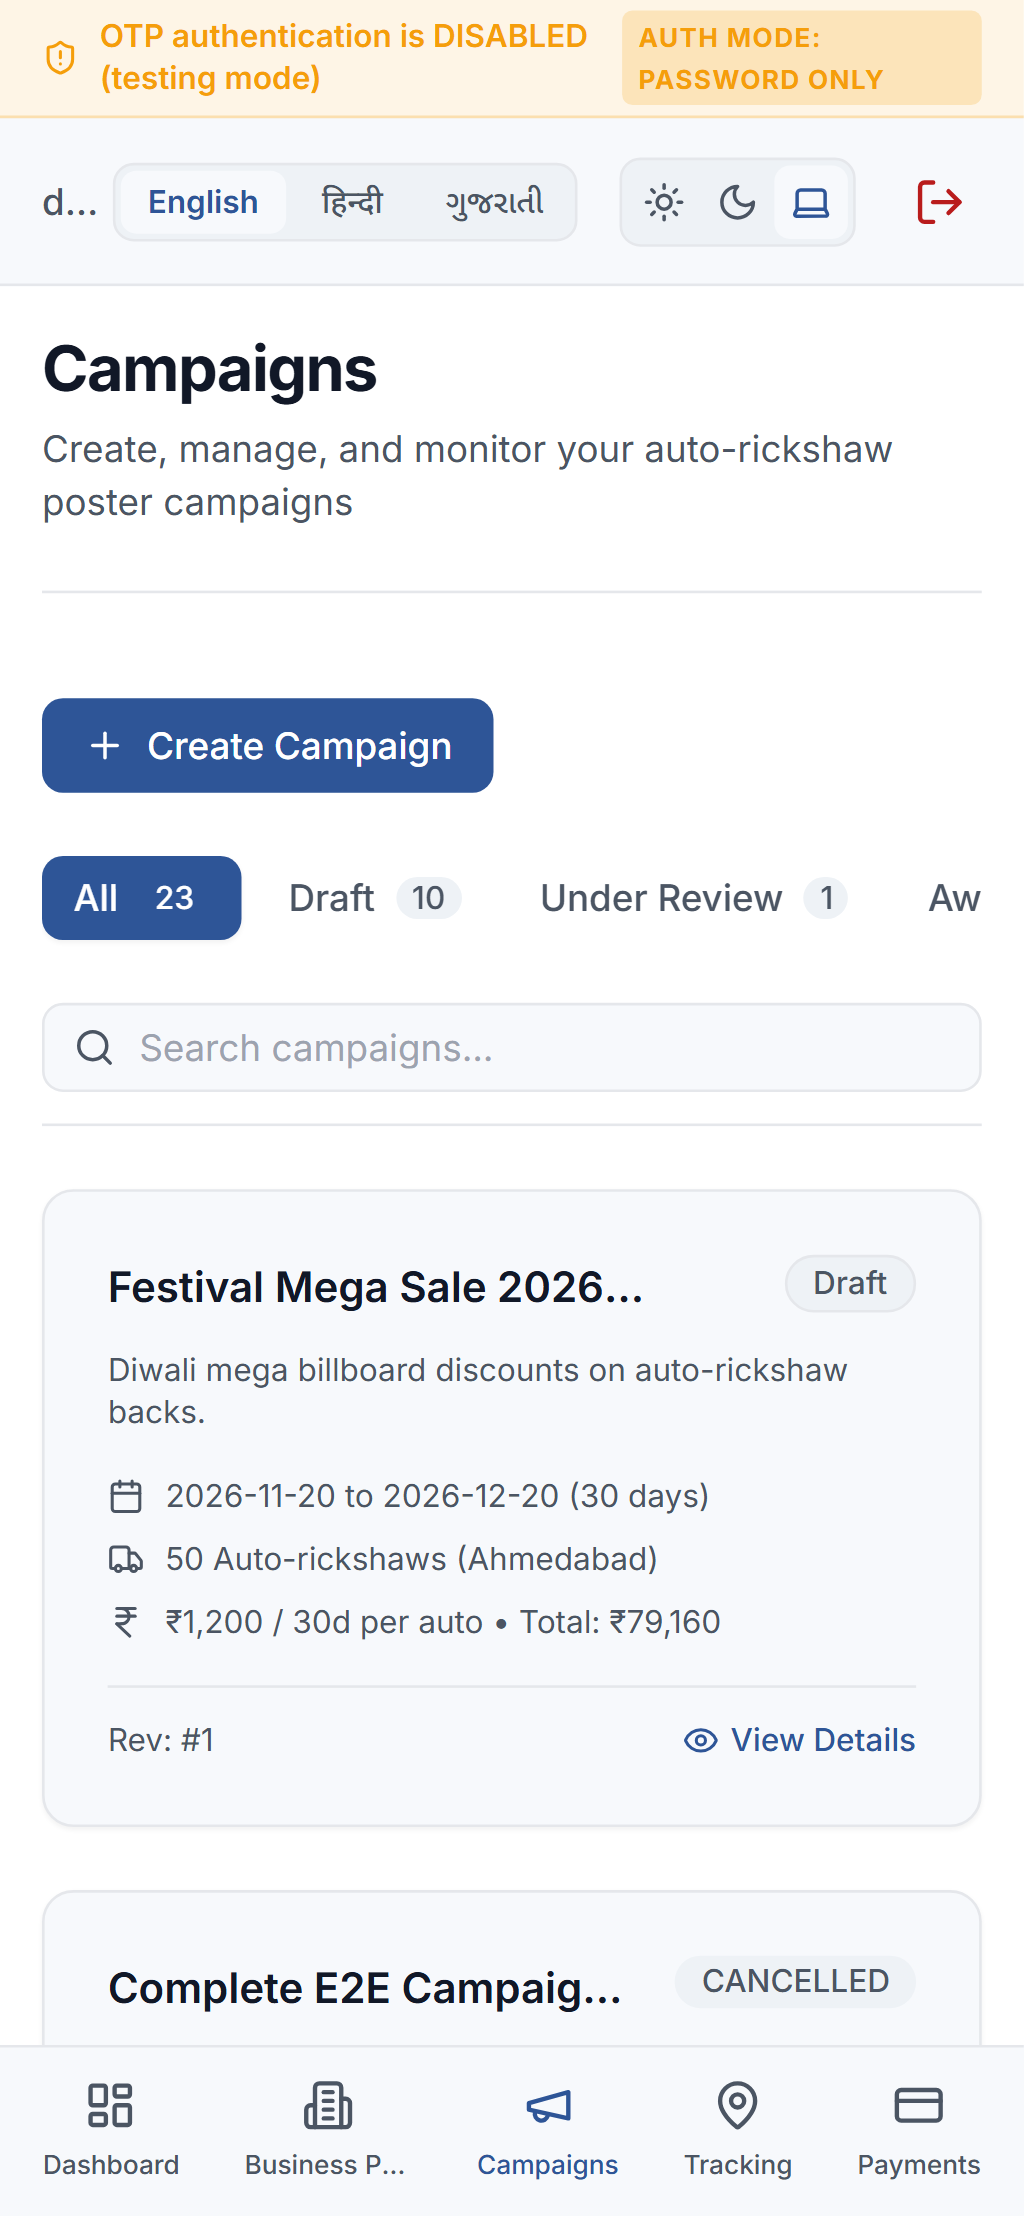 OTP authentication is DISABLED
(testing mode)
AUTH MODE:
PASSWORD ONLY
d...
English
हिन्दी
ગુજરાતી
Campaigns
Create, manage, and monitor your auto-rickshaw
poster campaigns
Create Campaign
All 23
Draft 10
Under Review 1
Aw
Search campaigns...
Festival Mega Sale 2026...
Draft
Diwali mega billboard discounts on auto-rickshaw
backs.
2026-11-20 to 2026-12-20 (30 days)
50 Auto-rickshaws (Ahmedabad)
₹1,200 / 30d per auto • Total: ₹79,160
Rev: #1
View Details
Complete E2E Campaig...
CANCELLED
Dashboard
Business P...
Campaigns
Tracking
Payments